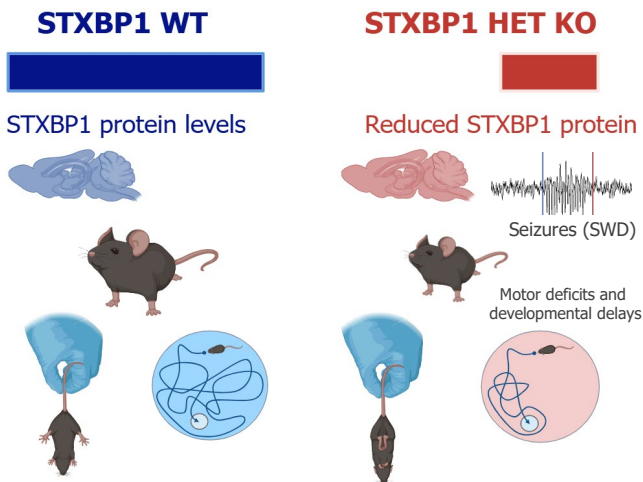 STXBP1 WT
STXBP1 HET KO
STXBP1 protein levels
Reduced STXBP1 protein
Seizures (SWD)
Motor deficits and
developmental delays